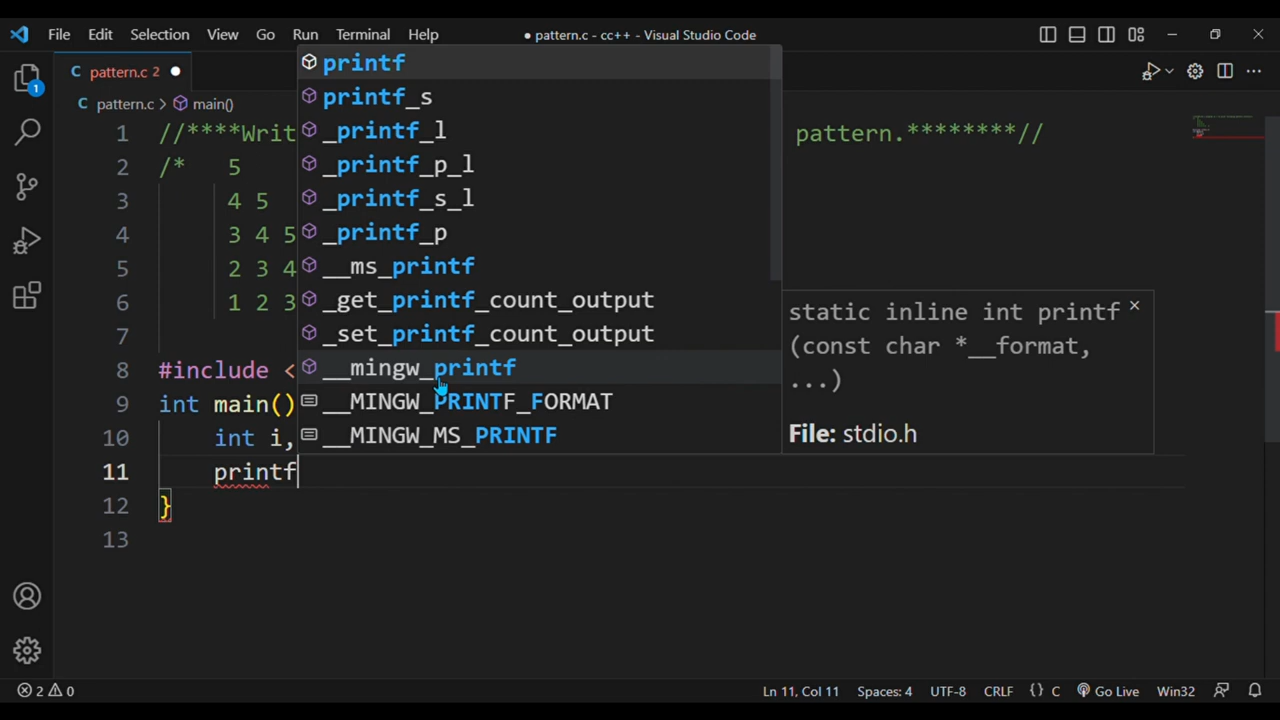 File Edit Selection View Go Run Terminal Help
● pattern.c - cc++ - Visual Studio Code
C pattern.c 2 ●
C pattern.c > main()
1 //****Writ pattern.********//
2 /* 5
3 4 5
4 3 4 5
5 2 3 4
6 1 2 3
7
8 #include <
9 int main()
10 int i,
11 printf
12 }
13
printf
printf_s
_printf_l
_printf_p_l
_printf_s_l
_printf_p
__ms_printf
_get_printf_count_output
_set_printf_count_output
__mingw_printf
__MINGW_PRINTF_FORMAT
__MINGW_MS_PRINTF
static inline int printf ×
(const char *__format,
...)
File: stdio.h
1
2 0
Ln 11, Col 11 Spaces: 4 UTF-8 CRLF {} C Go Live Win32